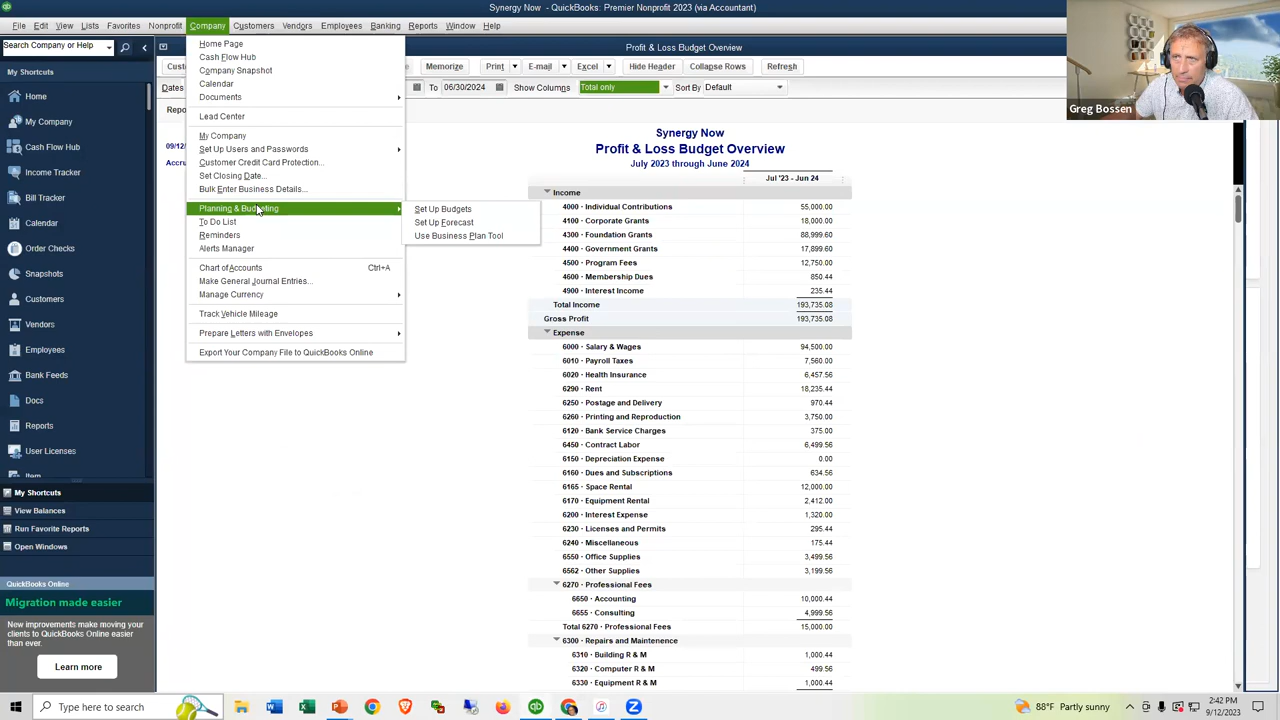 Synergy Now - QuickBooks: Premier Nonprofit 2023 (via Accountant)
File Edit View Lists Favorites Nonprofit Company Customers Vendors Employees Banking Reports Window Help
Search Company or Help
My Shortcuts
Home
My Company
Cash Flow Hub
Income Tracker
Bill Tracker
Calendar
Order Checks
Snapshots
Customers
Vendors
Employees
Bank Feeds
Docs
Reports
User Licenses
Item
My Shortcuts
View Balances
Run Favorite Reports
Open Windows
QuickBooks Online
Migration made easier
New improvements make moving your
clients to QuickBooks Online easier
than ever.
Learn more
Home Page
Cash Flow Hub
Company Snapshot
Calendar
Documents
Lead Center
My Company
Set Up Users and Passwords
Customer Credit Card Protection...
Set Closing Date...
Bulk Enter Business Details...
Planning & Budgeting
To Do List
Reminders
Alerts Manager
Chart of Accounts Ctrl+A
Make General Journal Entries...
Manage Currency
Track Vehicle Mileage
Prepare Letters with Envelopes
Export Your Company File to QuickBooks Online
Set Up Budgets
Set Up Forecast
Use Business Plan Tool
Profit & Loss Budget Overview
Memorize Print E-mail Excel Hide Header Collapse Rows Refresh
Dates To 06/30/2024 Show Columns Total only Sort By Default
Synergy Now
Profit & Loss Budget Overview
July 2023 through June 2024
Jul '23 - Jun 24
Income
4000 · Individual Contributions 55,000.00
4100 · Corporate Grants 18,000.00
4300 · Foundation Grants 88,999.60
4400 · Government Grants 17,899.60
4500 · Program Fees 12,750.00
4600 · Membership Dues 850.44
4900 · Interest Income 235.44
Total Income 193,735.08
Gross Profit 193,735.08
Expense
6000 · Salary & Wages 94,500.00
6010 · Payroll Taxes 7,560.00
6020 · Health Insurance 6,457.56
6290 · Rent 18,235.44
6250 · Postage and Delivery 970.44
6260 · Printing and Reproduction 3,750.00
6120 · Bank Service Charges 375.00
6450 · Contract Labor 6,499.56
6150 · Depreciation Expense 0.00
6160 · Dues and Subscriptions 634.56
6165 · Space Rental 12,000.00
6170 · Equipment Rental 2,412.00
6200 · Interest Expense 1,320.00
6230 · Licenses and Permits 295.44
6240 · Miscellaneous 175.44
6550 · Office Supplies 3,499.56
6562 · Other Supplies 3,199.56
6270 · Professional Fees
6650 · Accounting 10,000.44
6655 · Consulting 4,999.56
Total 6270 · Professional Fees 15,000.00
6300 · Repairs and Maintenence
6310 · Building R & M 1,000.44
6320 · Computer R & M 499.56
6330 · Equipment R & M 1,000.44
Greg Bossen
Type here to search
88°F Partly sunny
2:42 PM
9/12/2023